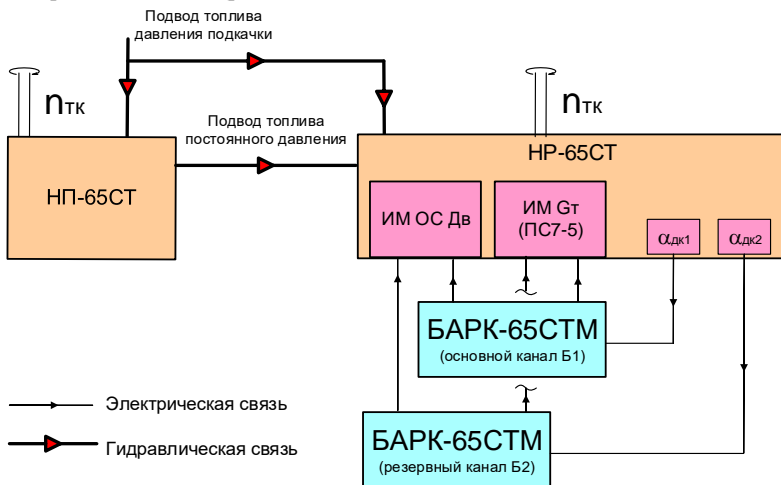 Подвод топлива
давления подкачки
nтк
nтк
Подвод топлива
постоянного давления
НП-65СТ
НР-65СТ
ИМ ОС Дв
ИМ Gт
(ПС7-5)
αдк1
αдк2
БАРК-65СТМ
(основной канал Б1)
Электрическая связь
БАРК-65СТМ
(резервный канал Б2)
Гидравлическая связь